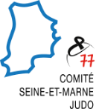 77
COMITÉ
SEINE-ET-MARNE
JUDO